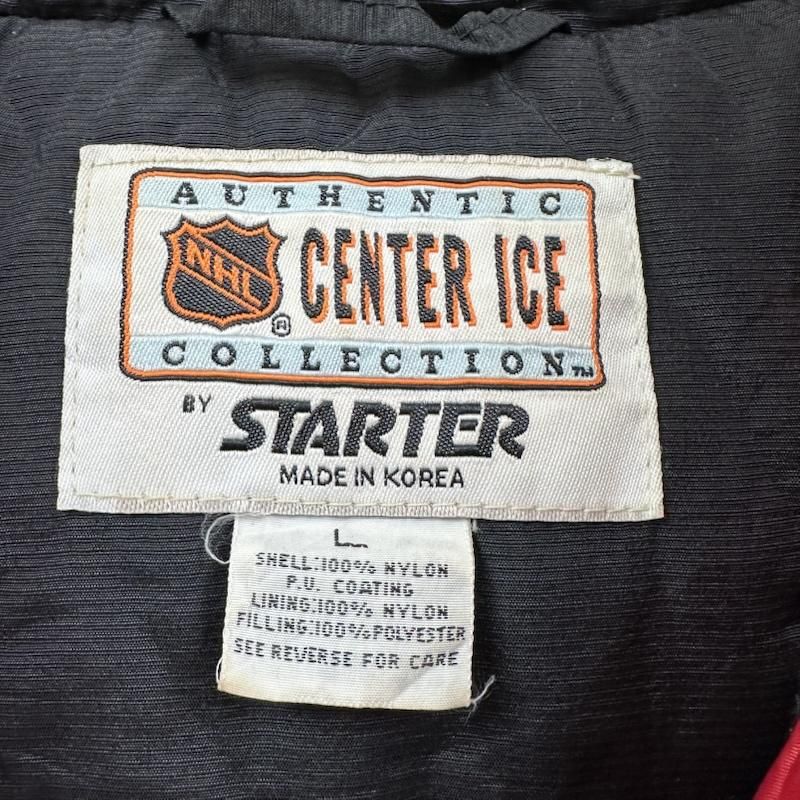 AUTHENTIC
NHL ® CENTER ICE
COLLECTION™
BY STARTER
MADE IN KOREA
L
SHELL:100% NYLON
P.U. COATING
LINING:100% NYLON
FILLING:100%POLYESTER
SEE REVERSE FOR CARE